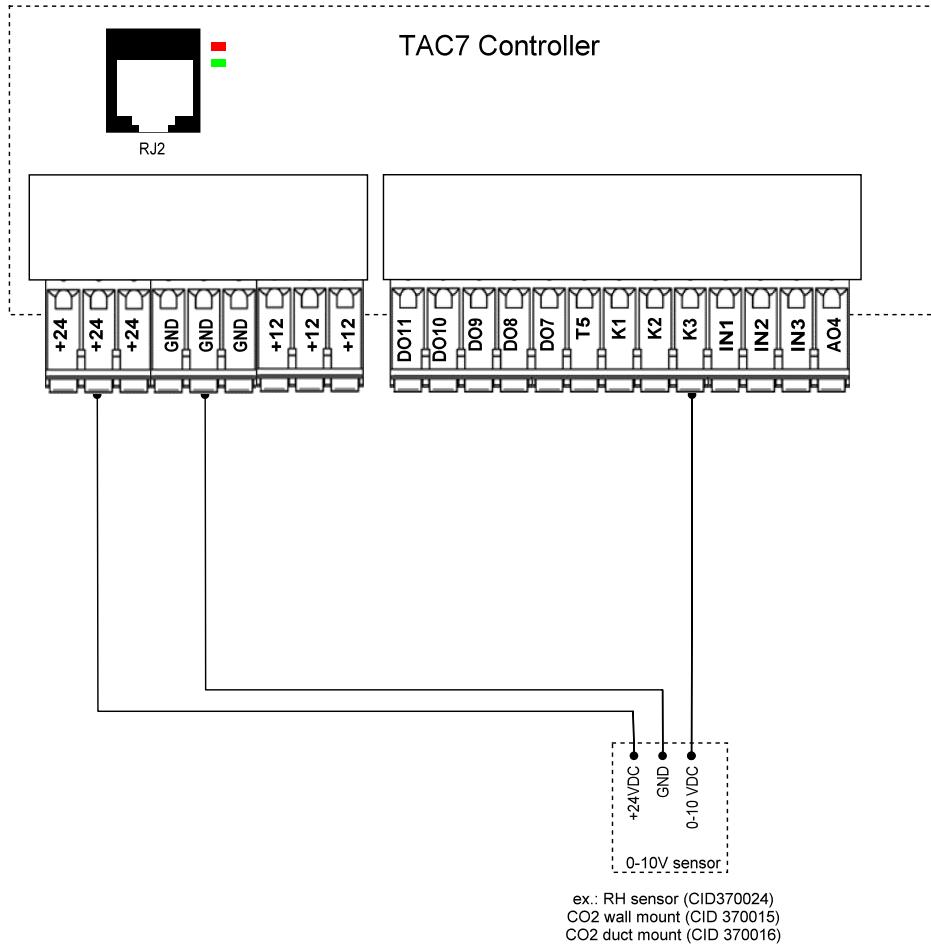 TAC7 Controller
RJ2
+24 +24 +24 GND GND GND +12 +12 +12
DO11 DO10 DO9 DO8 DO7 T5 K1 K2 K3 IN1 IN2 IN3 AO4
+24VDC GND 0-10 VDC
0-10V sensor
ex.: RH sensor (CID370024)
CO2 wall mount (CID 370015)
CO2 duct mount (CID 370016)